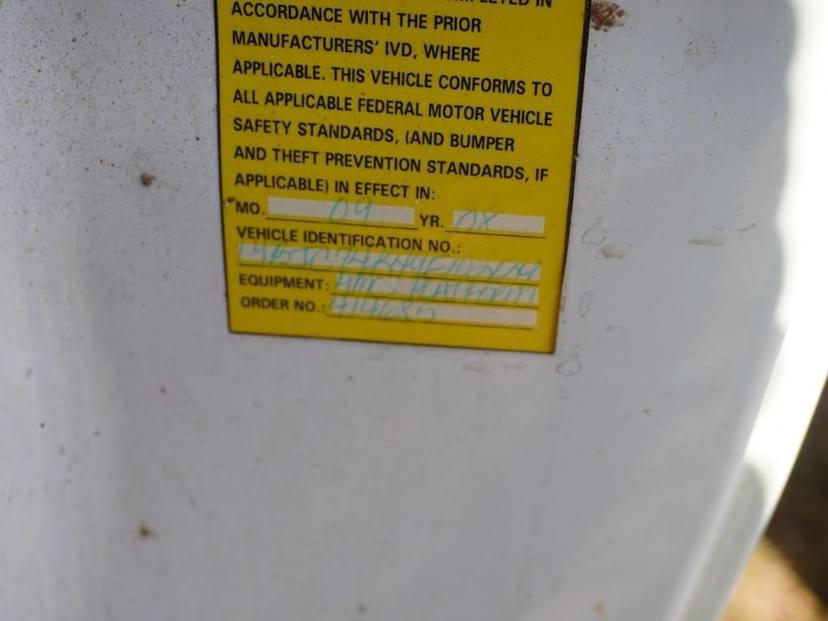 COMPLETED IN
ACCORDANCE WITH THE PRIOR
MANUFACTURERS' IVD, WHERE
APPLICABLE. THIS VEHICLE CONFORMS TO
ALL APPLICABLE FEDERAL MOTOR VEHICLE
SAFETY STANDARDS, (AND BUMPER
AND THEFT PREVENTION STANDARDS, IF
APPLICABLE) IN EFFECT IN:
MO. 09 YR.
VEHICLE IDENTIFICATION NO.:
EQUIPMENT:
ORDER NO.: